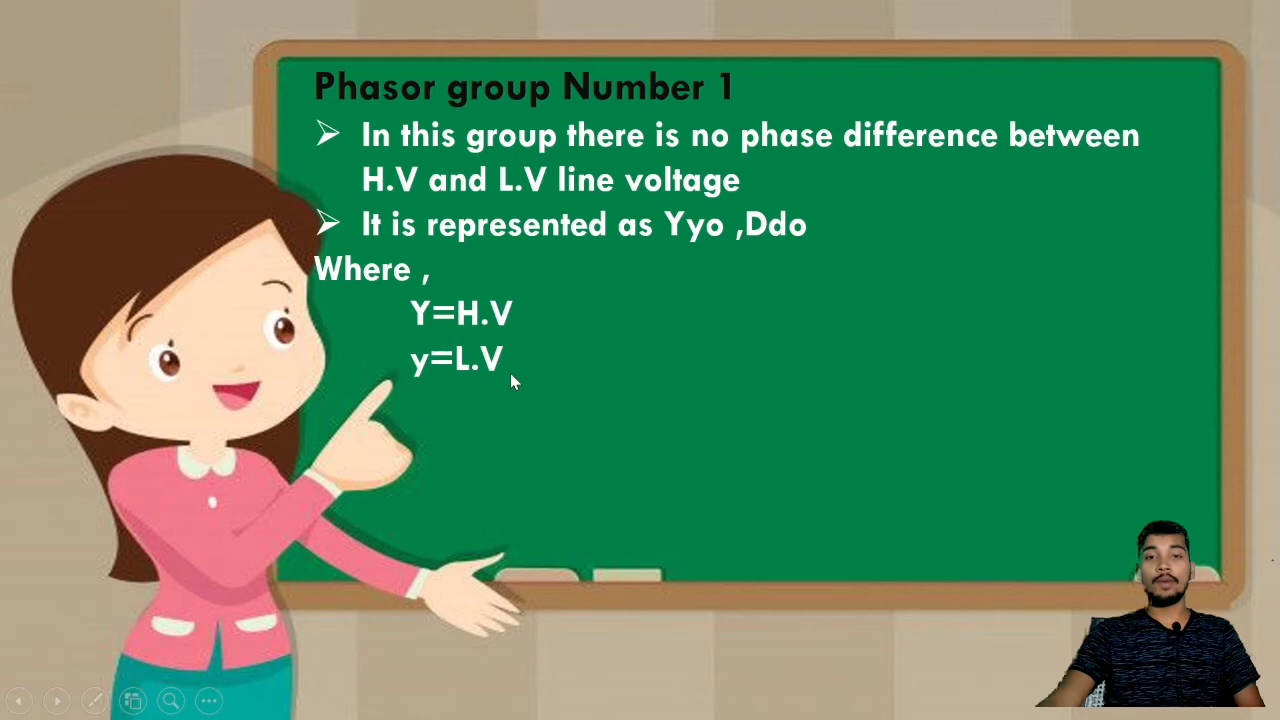 Phasor group Number 1
➢ In this group there is no phase difference between
H.V and L.V line voltage
➢ It is represented as Yyo ,Ddo
Where ,
Y=H.V
y=L.V